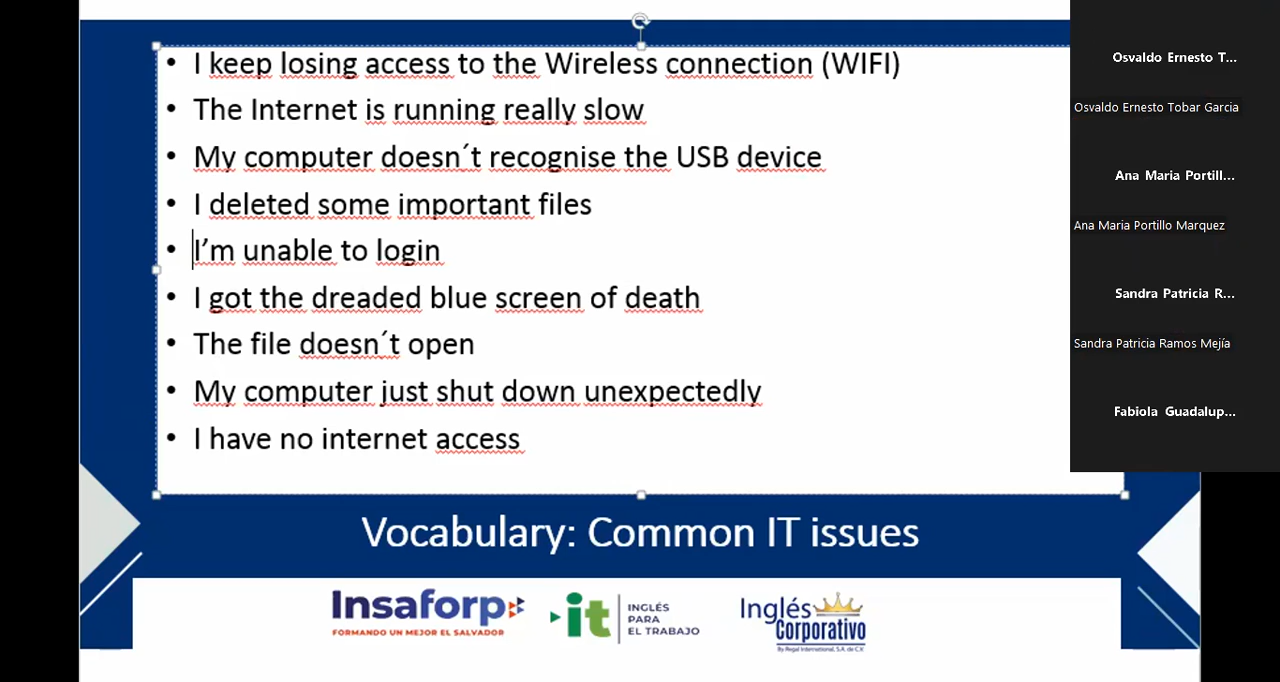 • I keep losing access to the Wireless connection (WIFI)
• The Internet is running really slow
• My computer doesn´t recognise the USB device
• I deleted some important files
• I’m unable to login
• I got the dreaded blue screen of death
• The file doesn´t open
• My computer just shut down unexpectedly
• I have no internet access
Vocabulary: Common IT issues
Insaforp
FORMANDO UN MEJOR EL SALVADOR
it
INGLÉS
PARA
EL TRABAJO
Inglés
Corporativo
By Regal International, S.A. de C.V.
Osvaldo Ernesto T...
Osvaldo Ernesto Tobar Garcia
Ana Maria Portill...
Ana Maria Portillo Marquez
Sandra Patricia R...
Sandra Patricia Ramos Mejía
Fabiola Guadalup...